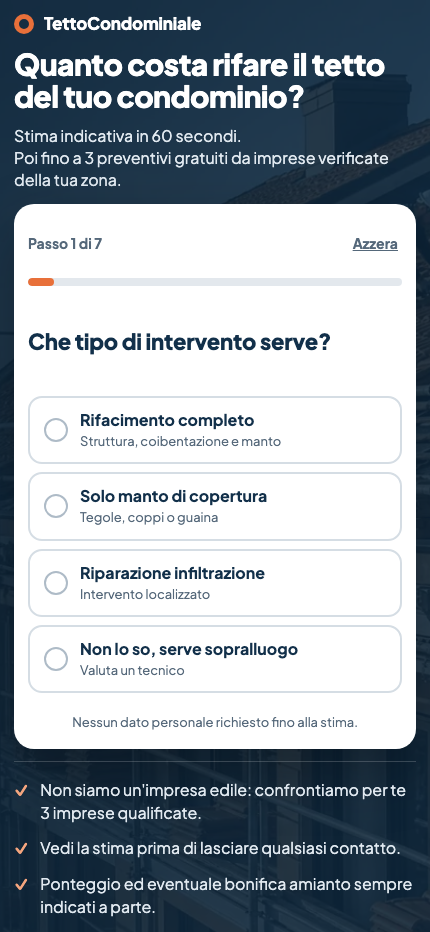 TettoCondominiale
Quanto costa rifare il tetto
del tuo condominio?
Stima indicativa in 60 secondi.
Poi fino a 3 preventivi gratuiti da imprese verificate
della tua zona.
Passo 1 di 7
Azzera
Che tipo di intervento serve?
Rifacimento completo
Struttura, coibentazione e manto
Solo manto di copertura
Tegole, coppi o guaina
Riparazione infiltrazione
Intervento localizzato
Non lo so, serve sopralluogo
Valuta un tecnico
Nessun dato personale richiesto fino alla stima.
Non siamo un'impresa edile: confrontiamo per te
3 imprese qualificate.
Vedi la stima prima di lasciare qualsiasi contatto.
Ponteggio ed eventuale bonifica amianto sempre
indicati a parte.